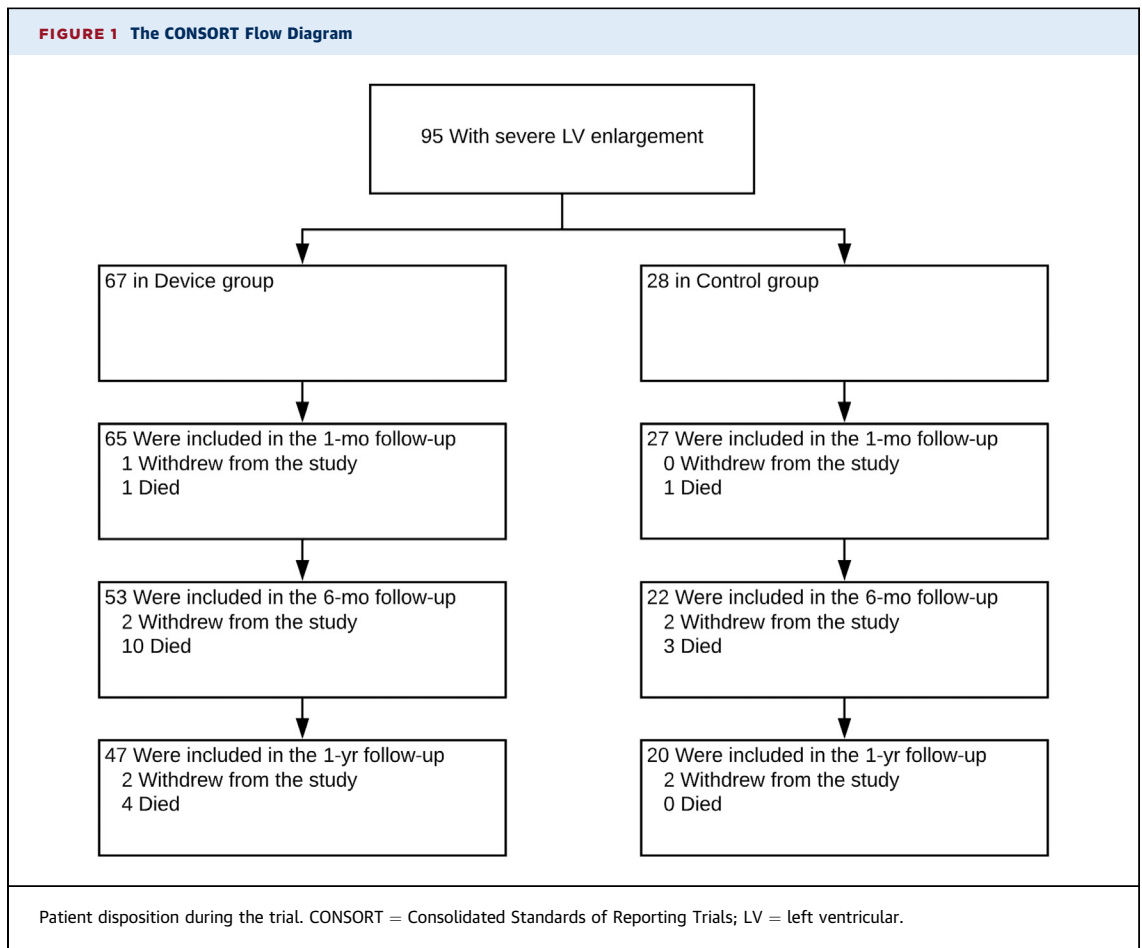 FIGURE 1 The CONSORT Flow Diagram
95 With severe LV enlargement
67 in Device group
28 in Control group
65 Were included in the 1-mo follow-up
1 Withdrew from the study
1 Died
27 Were included in the 1-mo follow-up
0 Withdrew from the study
1 Died
53 Were included in the 6-mo follow-up
2 Withdrew from the study
10 Died
22 Were included in the 6-mo follow-up
2 Withdrew from the study
3 Died
47 Were included in the 1-yr follow-up
2 Withdrew from the study
4 Died
20 Were included in the 1-yr follow-up
2 Withdrew from the study
0 Died
Patient disposition during the trial. CONSORT = Consolidated Standards of Reporting Trials; LV = left ventricular.